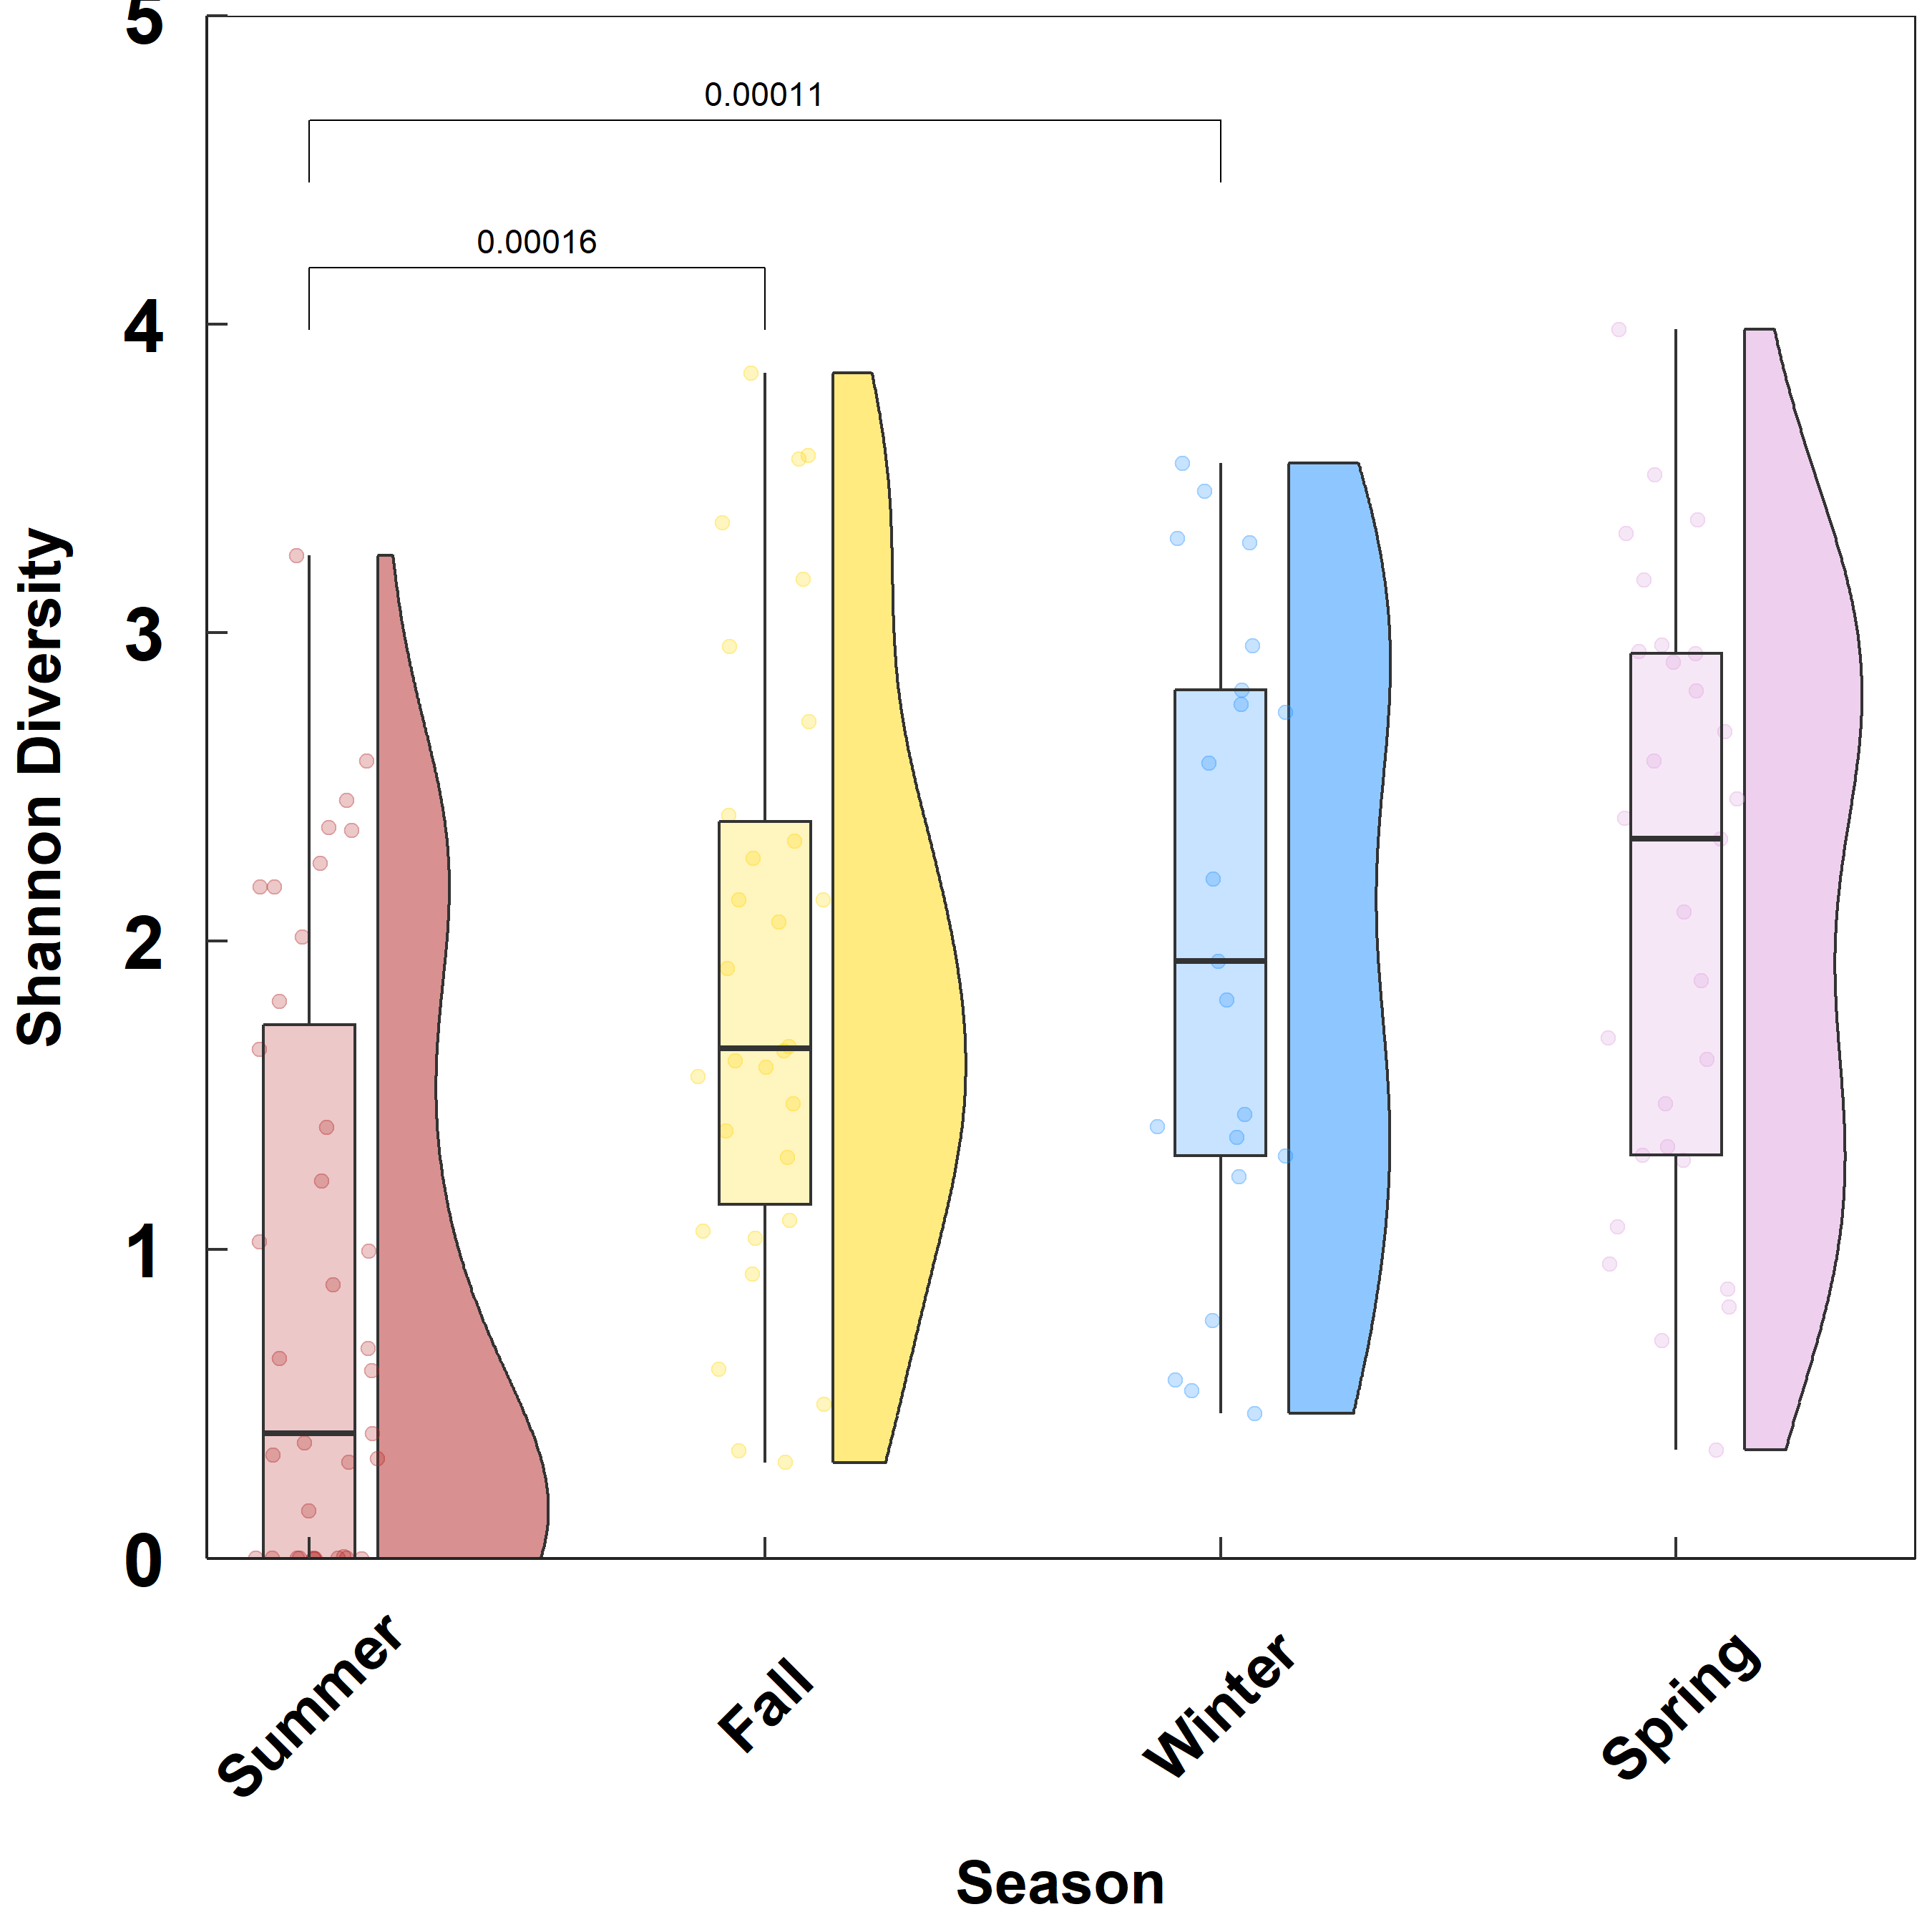 5
0.00011
0.00016
4
3
2
1
0
Shannon Diversity
Summer
Fall
Winter
Spring
Season